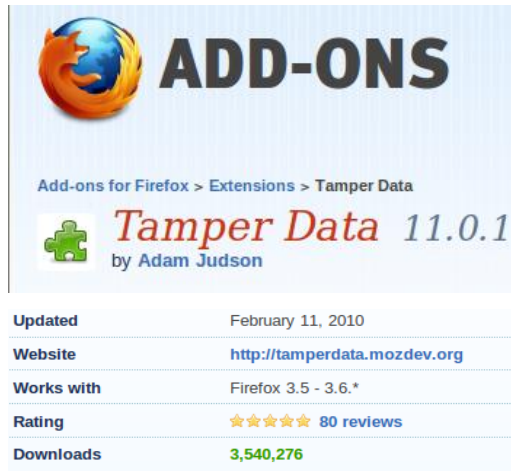 ADD-ONS
Add-ons for Firefox > Extensions > Tamper Data
Tamper Data 11.0.1
by Adam Judson
Updated February 11, 2010
Website http://tamperdata.mozdev.org
Works with Firefox 3.5 - 3.6.*
Rating 80 reviews
Downloads 3,540,276